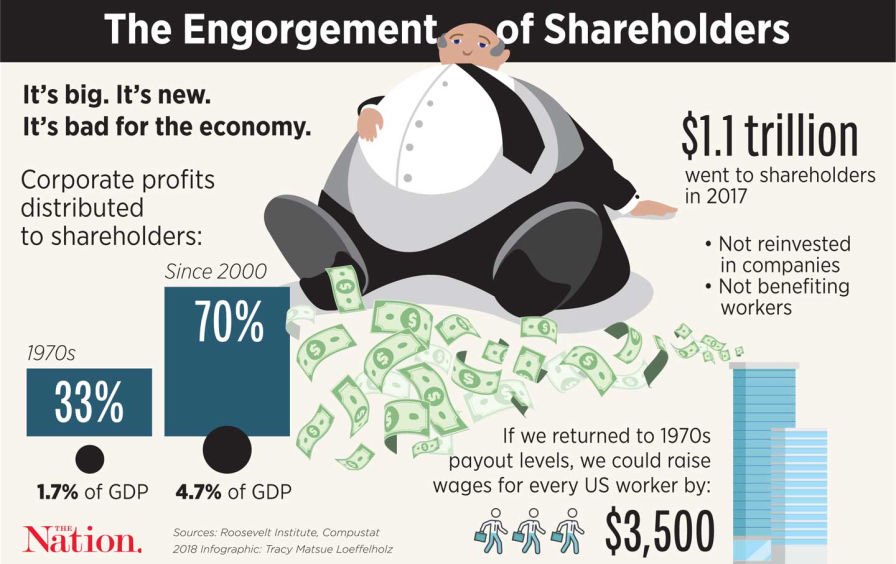 The Engorgement of Shareholders
It's big. It's new.
It's bad for the economy.
Corporate profits
distributed
to shareholders:
1970s
33%
1.7% of GDP
Since 2000
70%
4.7% of GDP
$1.1 trillion
went to shareholders
in 2017
• Not reinvested
in companies
• Not benefiting
workers
If we returned to 1970s
payout levels, we could raise
wages for every US worker by:
$3,500
THE
Nation.
Sources: Roosevelt Institute, Compustat
2018 Infographic: Tracy Matsue Loeffelholz